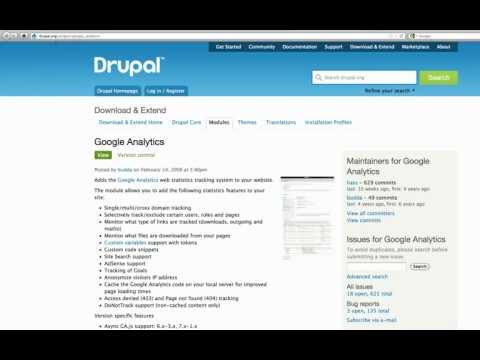 Get Started Community Documentation Support Download & Extend Marketplace About
Drupal
Search drupal.org
Search
Refine your search
Drupal Homepage Log in / Register
Download & Extend
Download & Extend Home Drupal Core Modules Themes Translations Installation Profiles
Google Analytics
View Version control
Posted by budda on February 14, 2006 at 3:40pm
Adds the Google Analytics web statistics tracking system to your website.
The module allows you to add the following statistics features to your
site:
Single/multi/cross domain tracking
Selectively track/exclude certain users, roles and pages
Monitor what type of links are tracked (downloads, outgoing and
mailto)
Monitor what files are downloaded from your pages
Custom variables support with tokens
Custom code snippets
Site Search support
AdSense support
Tracking of Goals
Anonymize visitors IP address
Cache the Google Analytics code on your local server for improved
page loading times
Access denied (403) and Page not found (404) tracking
DoNotTrack support (non-cached content only)
Version specific features
Async GA.js support: 6.x-3.x, 7.x-1.x
Maintainers for Google
Analytics
hass – 629 commits
budda – 49 commits
View all committers
View commits
Issues for Google Analytics
To avoid duplicates, please search before
submitting a new issue.
Search
Advanced search
All issues
Bug reports
3 open, 135 total
Subscribe via e-mail